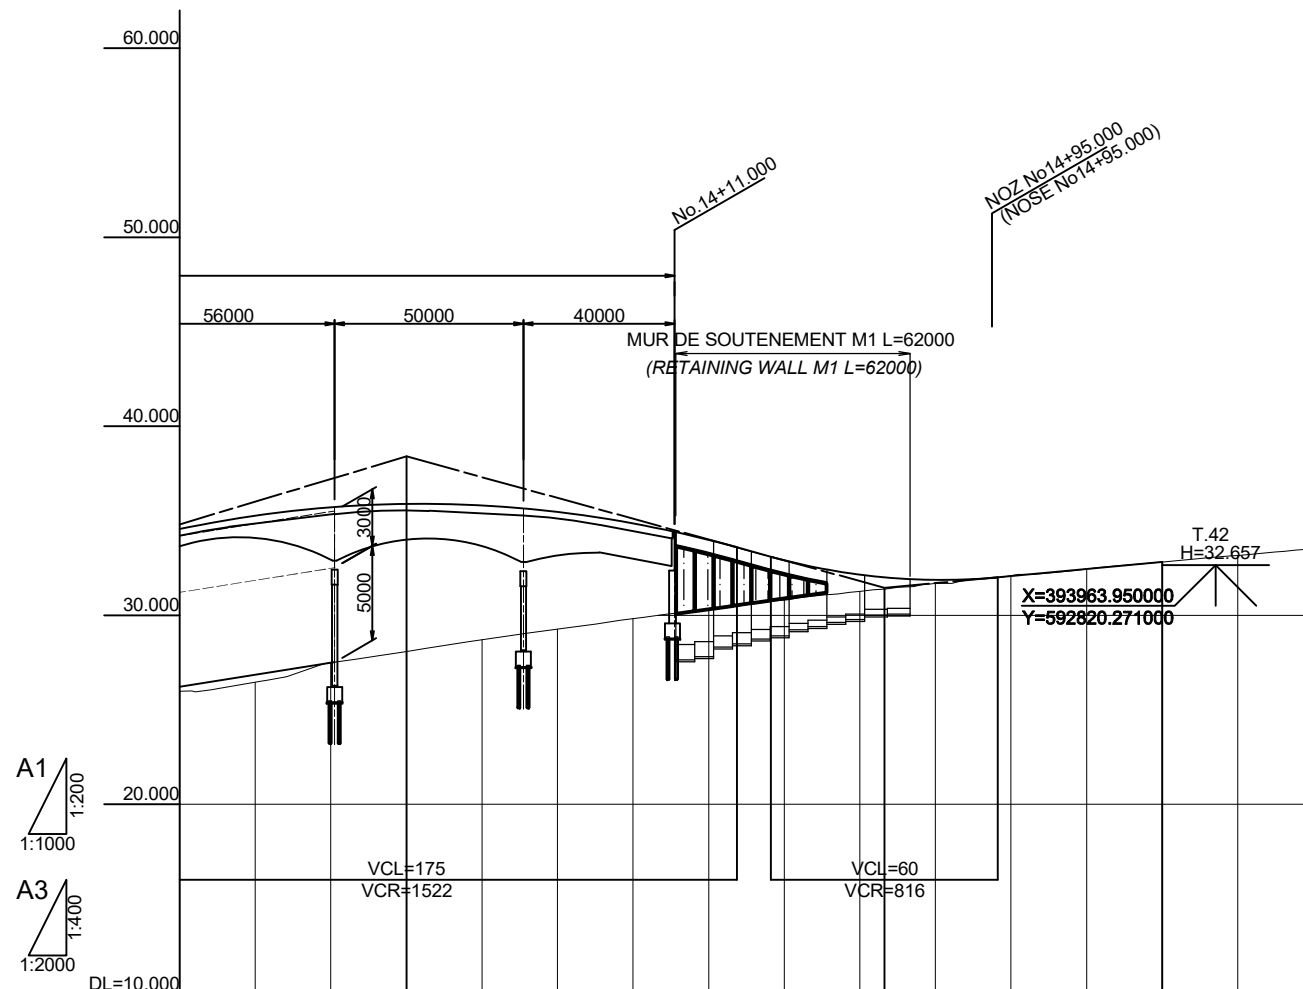 60.000
NOZ No14+95.000
(NOSE No14+95.000)
No.14+11.000
50.000
56000
50000
40000
MUR DE SOUTENEMENT M1 L=62000
(RETAINING WALL M1 L=62000)
40.000
3000
5000
T.42
H=32.657
30.000
X=393963.950000
Y=592820.271000
A1
1:200
1:1000
20.000
VCL=175
VCR=1522
VCL=60
VCR=816
A3
1:400
1:2000
DL=10.000